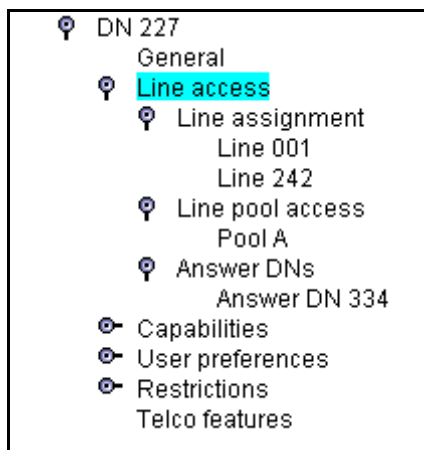 DN 227
General
Line access
Line assignment
Line 001
Line 242
Line pool access
Pool A
Answer DNs
Answer DN 334
Capabilities
User preferences
Restrictions
Telco features